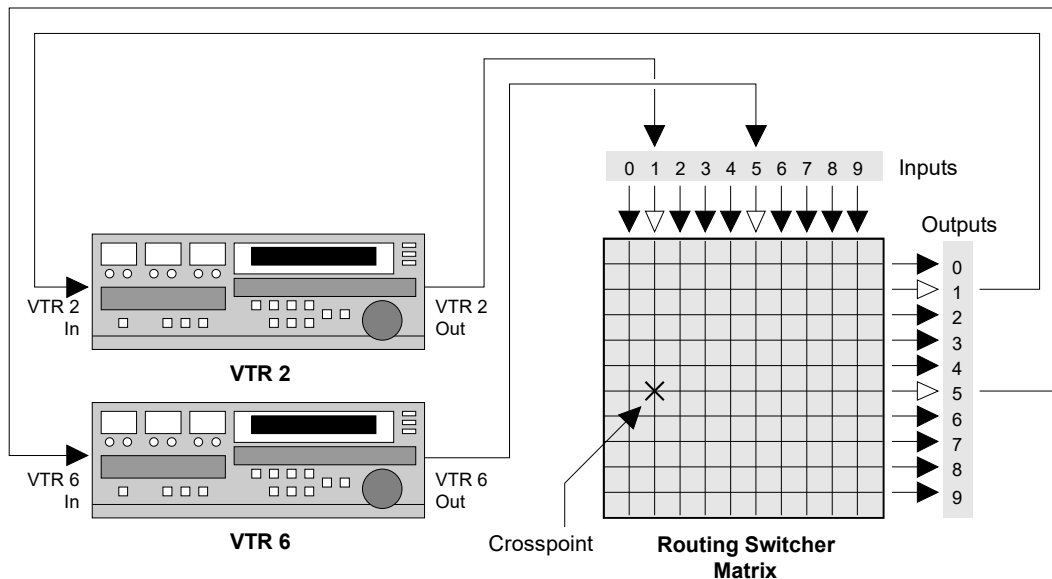 0 1 2 3 4 5 6 7 8 9
Inputs
Outputs
0
1
2
3
4
5
6
7
8
9
VTR 2
In
VTR 2
Out
VTR 2
VTR 6
In
VTR 6
Out
VTR 6
Crosspoint
Routing Switcher
Matrix